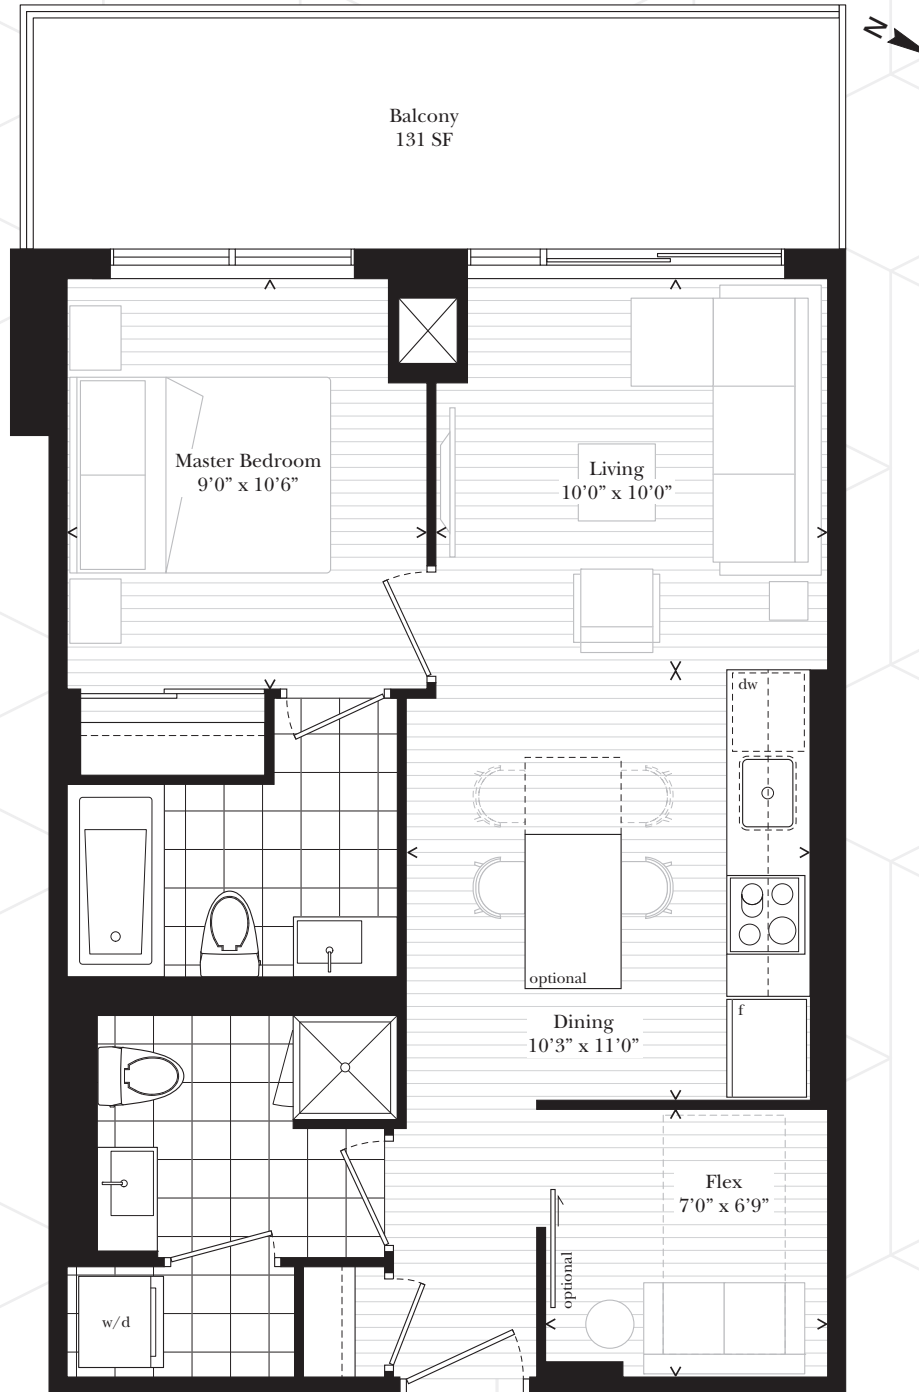 N
Balcony
131 SF
Master Bedroom
9’0” x 10’6”
Living
10’0” x 10’0”
dw
optional
f
Dining
10’3” x 11’0”
Flex
7’0” x 6’9”
optional
w/d